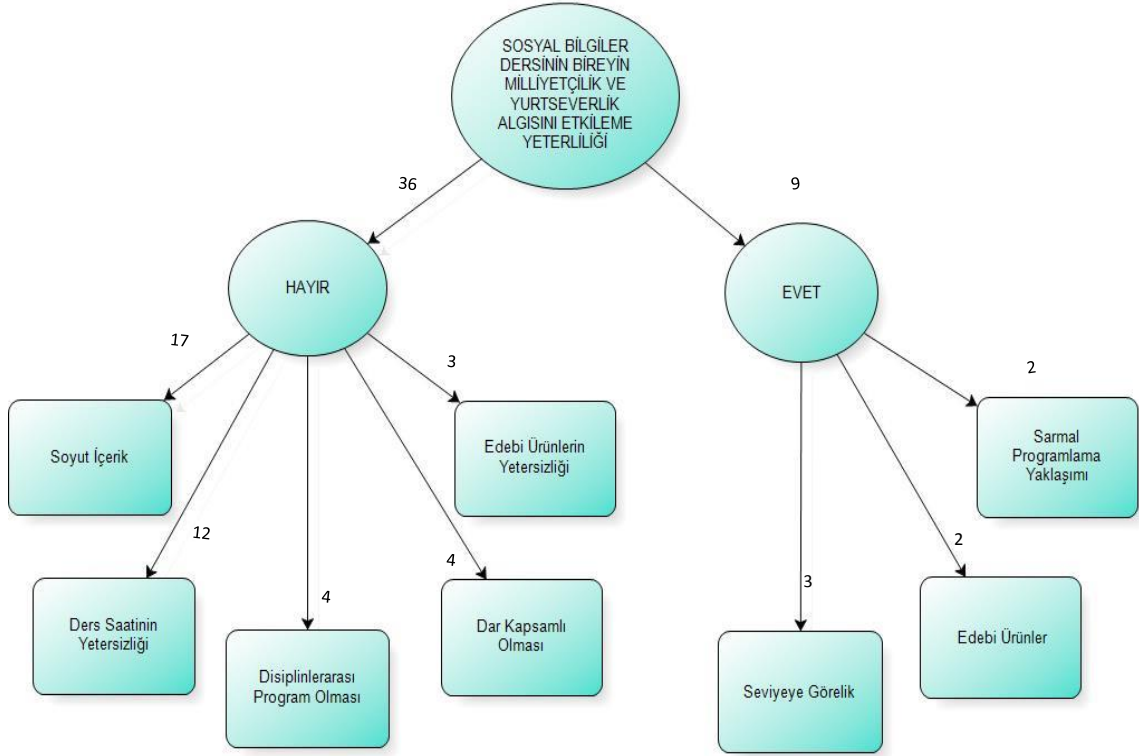 SOSYAL BİLGİLER
DERSİNİN BİREYİN
MİLLİYETÇİLİK VE
YURTSEVERLİK
ALGISINI ETKİLEME
YETERLİLİĞİ
36
9
HAYIR
EVET
17
3
2
Soyut İçerik
Edebi Ürünlerin
Yetersizliği
Sarmal
Programlama
Yaklaşımı
12
4
4
3
2
Ders Saatinin
Yetersizliği
Disiplinlerarası
Program Olması
Dar Kapsamlı
Olması
Seviyeye Görelik
Edebi Ürünler